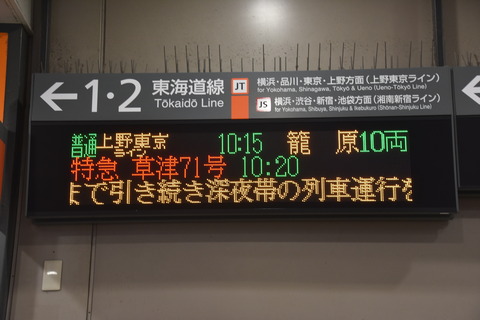 ←1・2 東海道線 JT 横浜・品川・東京・上野方面(上野東京ライン)
Tōkaidō Line for Yokohama, Shinagawa, Tōkyō & Ueno (Ueno-Tokyo Line)
JS 横浜・渋谷・新宿・池袋方面(湘南新宿ライン)
for Yokohama, Shibuya, Shinjuku & Ikebukuro (Shōnan-Shinjuku Line)
普通 上野東京ライン 10:15 籠原 10両
特急 草津71号 10:20
まで引き続き深夜帯の列車運行を